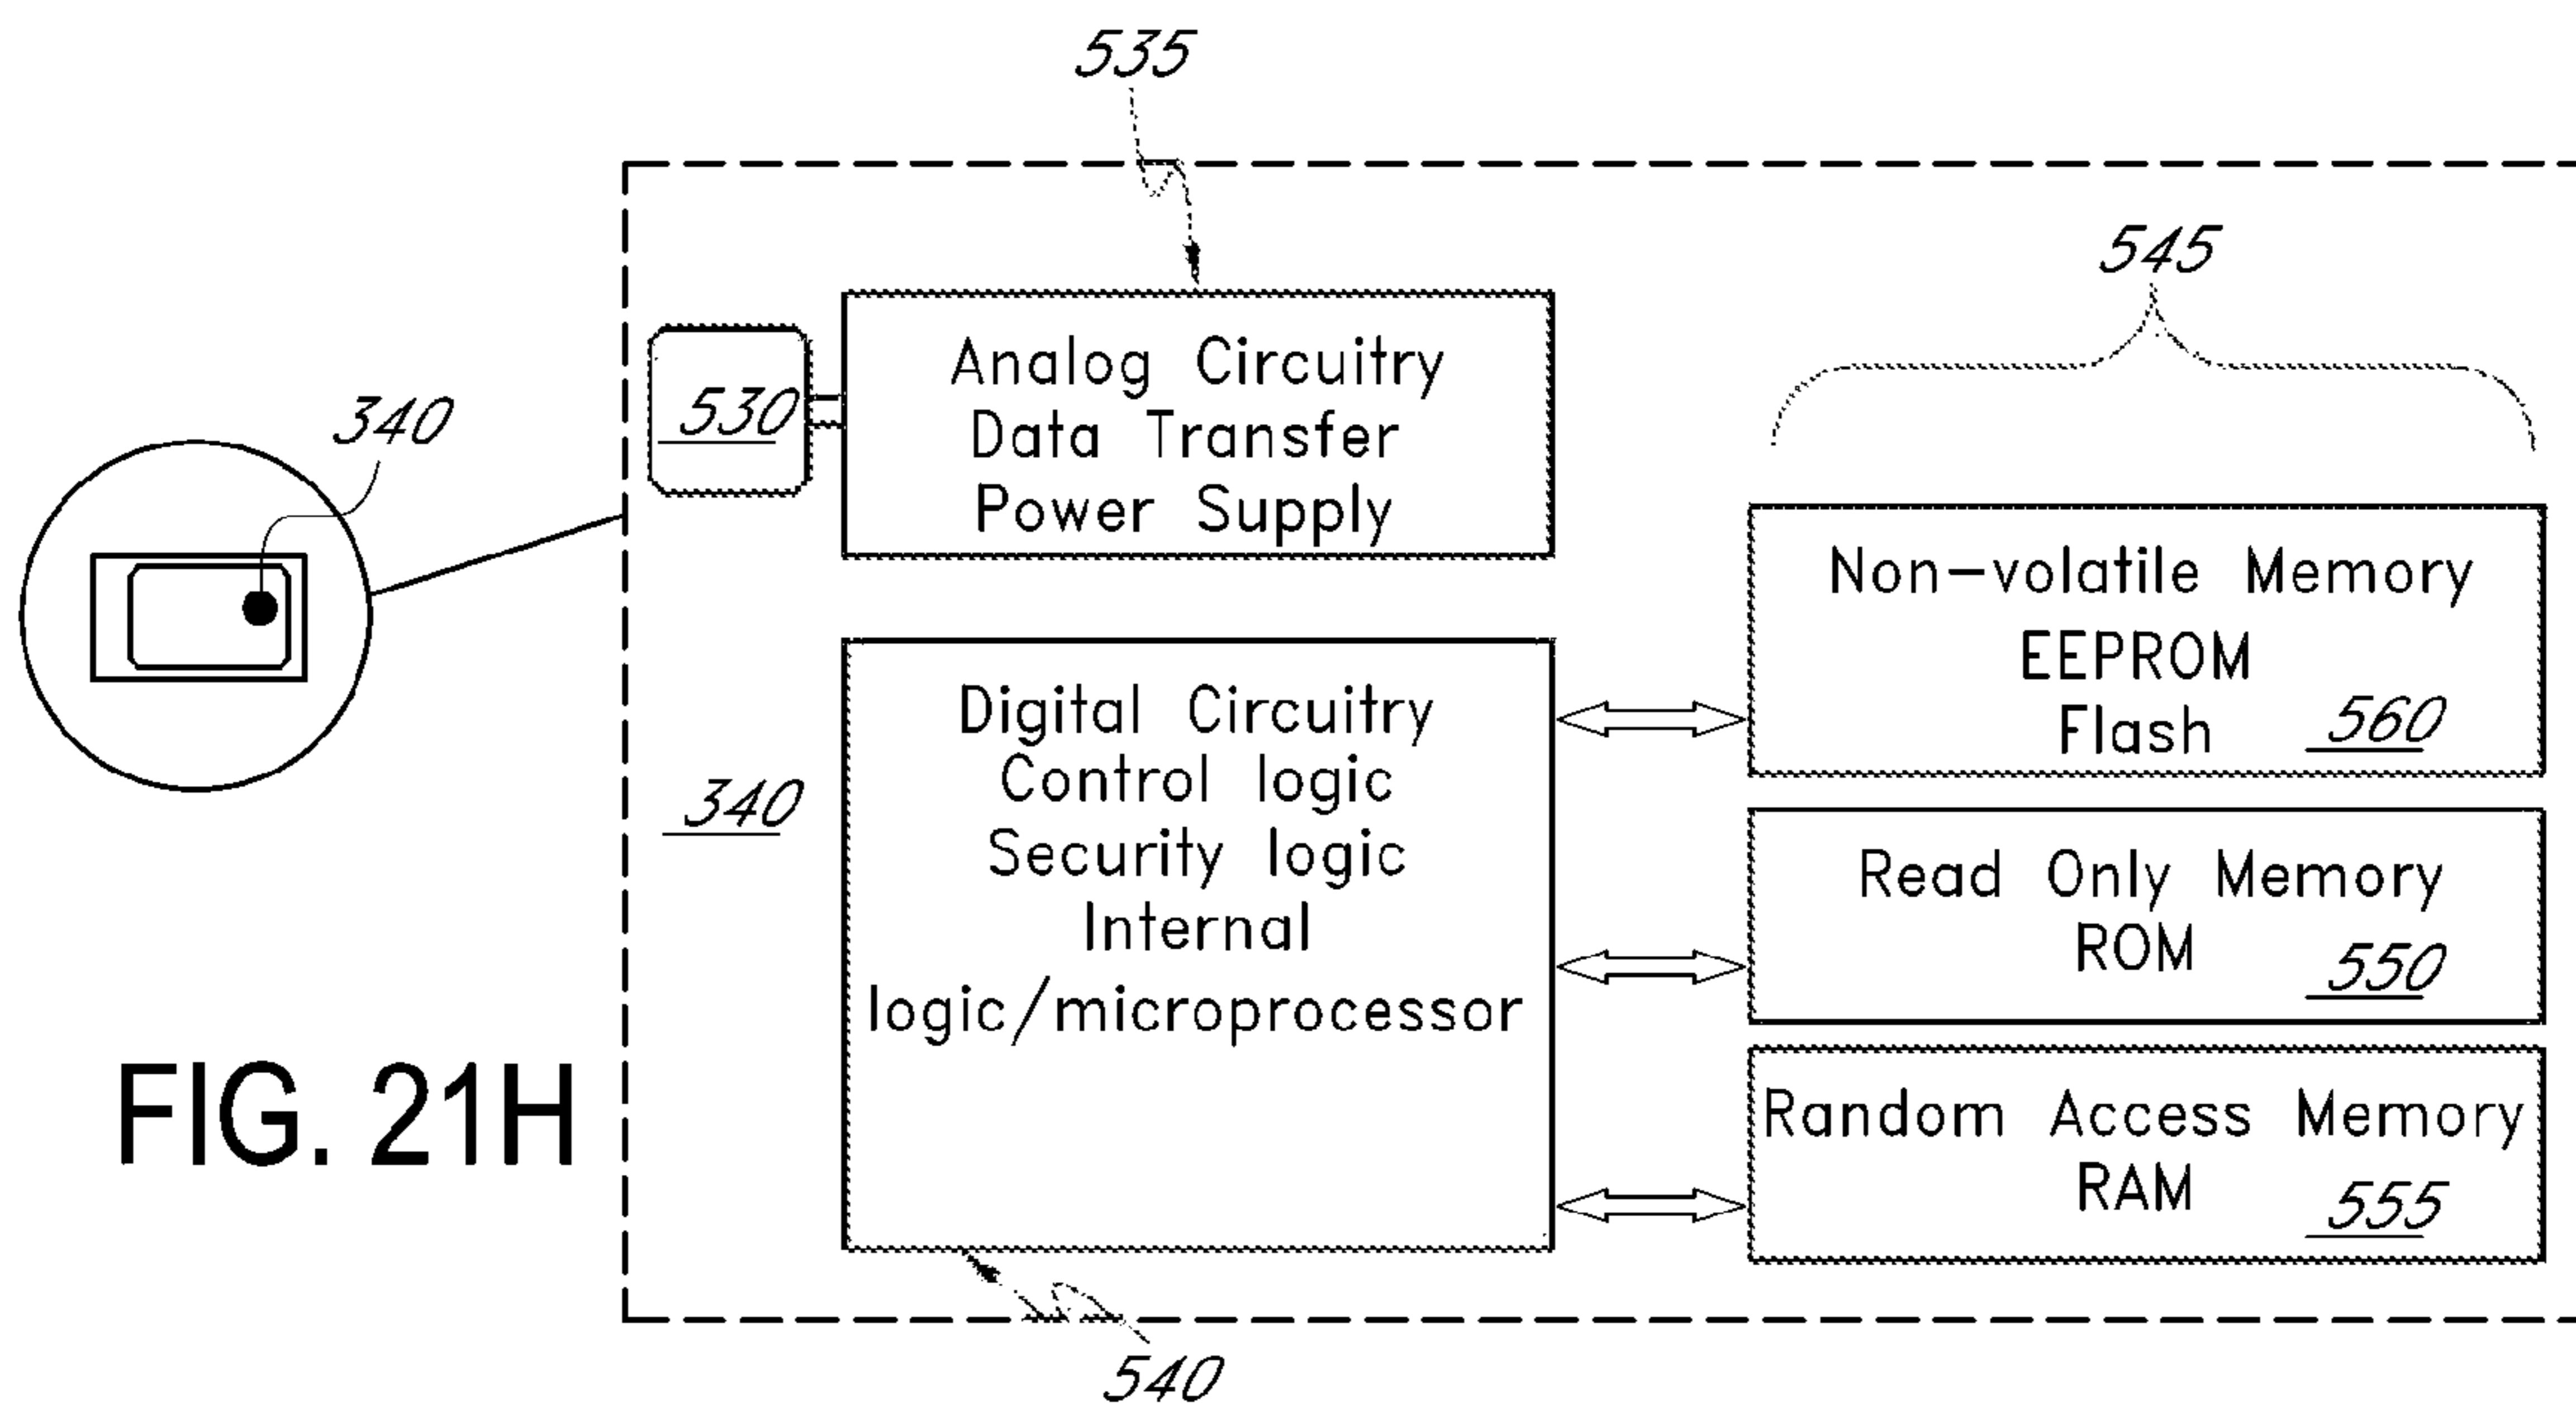 535
545
340
530
Analog Circuitry
Data Transfer
Power Supply
Non-volatile Memory
EEPROM
Flash 560
340
Digital Circuitry
Control logic
Security logic
Internal
logic/microprocessor
Read Only Memory
ROM 550
Random Access Memory
RAM 555
FIG. 21H
540